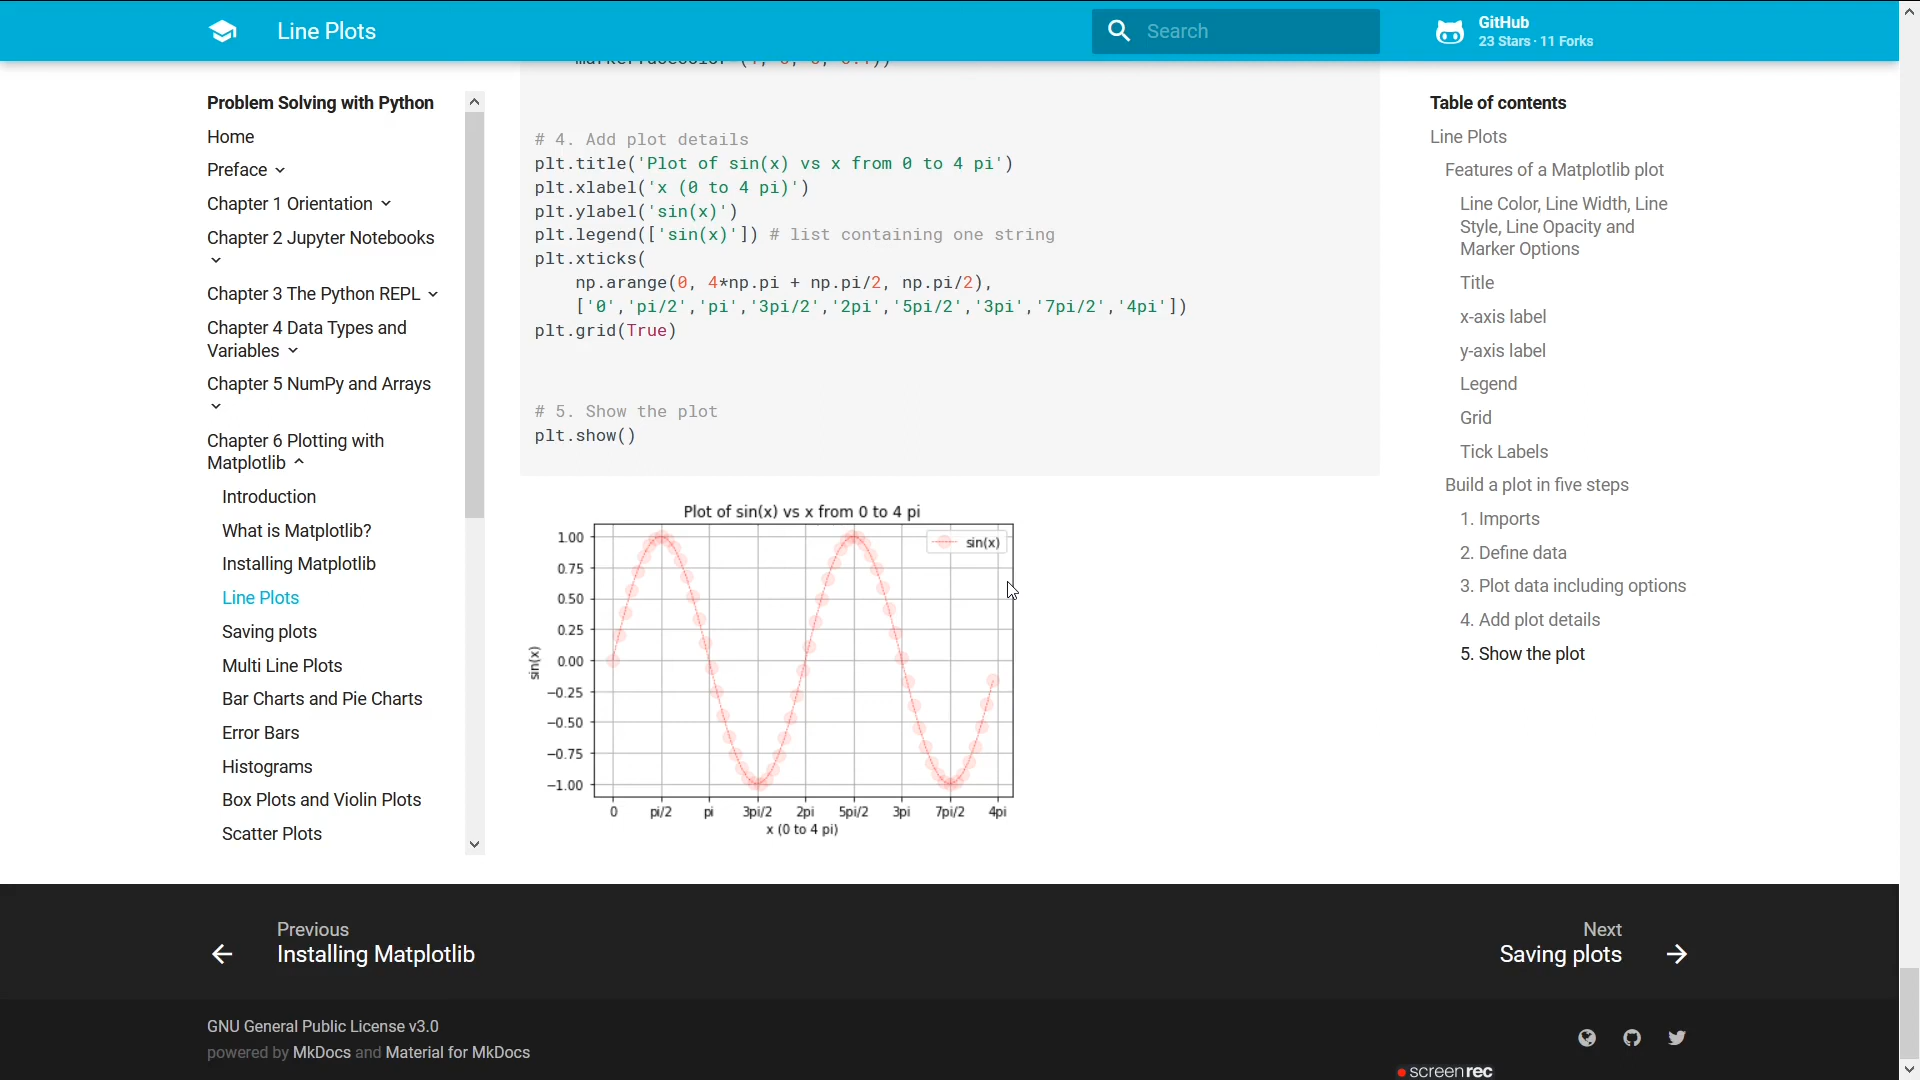 Line Plots
Search
GitHub
23 Stars · 11 Forks
Problem Solving with Python
Home
Preface
Chapter 1 Orientation
Chapter 2 Jupyter Notebooks
Chapter 3 The Python REPL
Chapter 4 Data Types and
Variables
Chapter 5 NumPy and Arrays
Chapter 6 Plotting with
Matplotlib
Introduction
What is Matplotlib?
Installing Matplotlib
Line Plots
Saving plots
Multi Line Plots
Bar Charts and Pie Charts
Error Bars
Histograms
Box Plots and Violin Plots
Scatter Plots
# 4. Add plot details
plt.title('Plot of sin(x) vs x from 0 to 4 pi')
plt.xlabel('x (0 to 4 pi)')
plt.ylabel('sin(x)')
plt.legend(['sin(x)']) # list containing one string
plt.xticks(
    np.arange(0, 4*np.pi + np.pi/2, np.pi/2),
    ['0','pi/2','pi','3pi/2','2pi','5pi/2','3pi','7pi/2','4pi'])
plt.grid(True)
# 5. Show the plot
plt.show()
Plot of sin(x) vs x from 0 to 4 pi
sin(x)
1.00
0.75
0.50
0.25
0.00
−0.25
−0.50
−0.75
−1.00
sin(x)
0 pi/2 pi 3pi/2 2pi 5pi/2 3pi 7pi/2 4pi
x (0 to 4 pi)
Table of contents
Line Plots
Features of a Matplotlib plot
Line Color, Line Width, Line
Style, Line Opacity and
Marker Options
Title
x-axis label
y-axis label
Legend
Grid
Tick Labels
Build a plot in five steps
1. Imports
2. Define data
3. Plot data including options
4. Add plot details
5. Show the plot
Previous
Installing Matplotlib
Next
Saving plots
GNU General Public License v3.0
powered by MkDocs and Material for MkDocs
screenrec